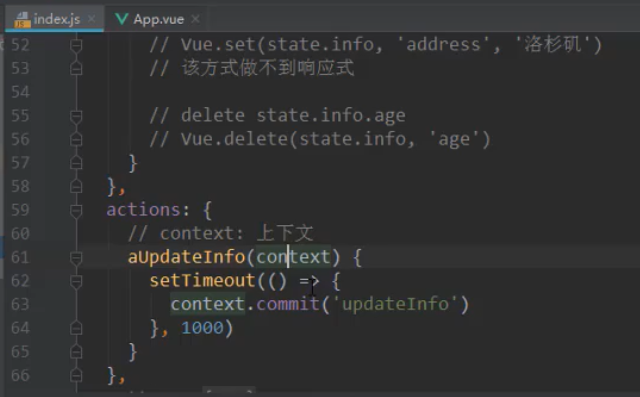 index.js
App.vue
52 // Vue.set(state.info, 'address', '洛杉矶')
53 // 该方式做不到响应式
54
55 // delete state.info.age
56 // Vue.delete(state.info, 'age')
57 }
58 },
59 actions: {
60 // context: 上下文
61 aUpdateInfo(context) {
62 setTimeout(() => {
63 context.commit('updateInfo')
64 }, 1000)
65 }
66 },